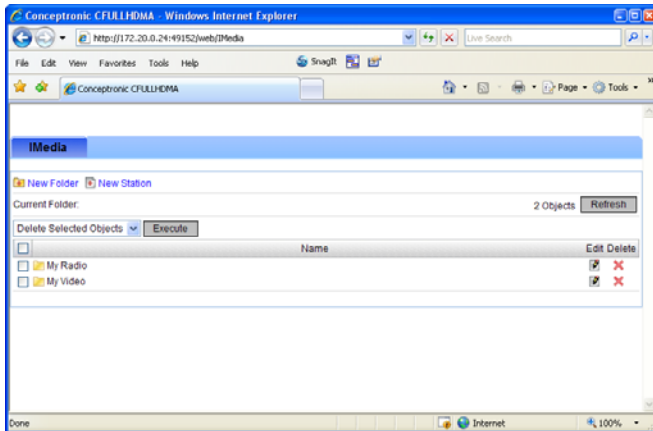 Conceptronic CFULLHDMA - Windows Internet Explorer
http://172.20.0.24:49152/web/IMedia
Live Search
File Edit View Favorites Tools Help
SnagIt
Conceptronic CFULLHDMA
Page Tools
IMedia
New Folder New Station
Current Folder:
2 Objects Refresh
Delete Selected Objects Execute
Name Edit Delete
My Radio
My Video
Done Internet 100%